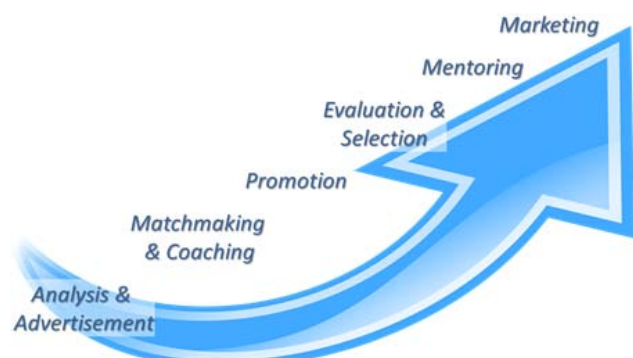 Marketing
Mentoring
Evaluation &
Selection
Promotion
Matchmaking
& Coaching
Analysis &
Advertisement